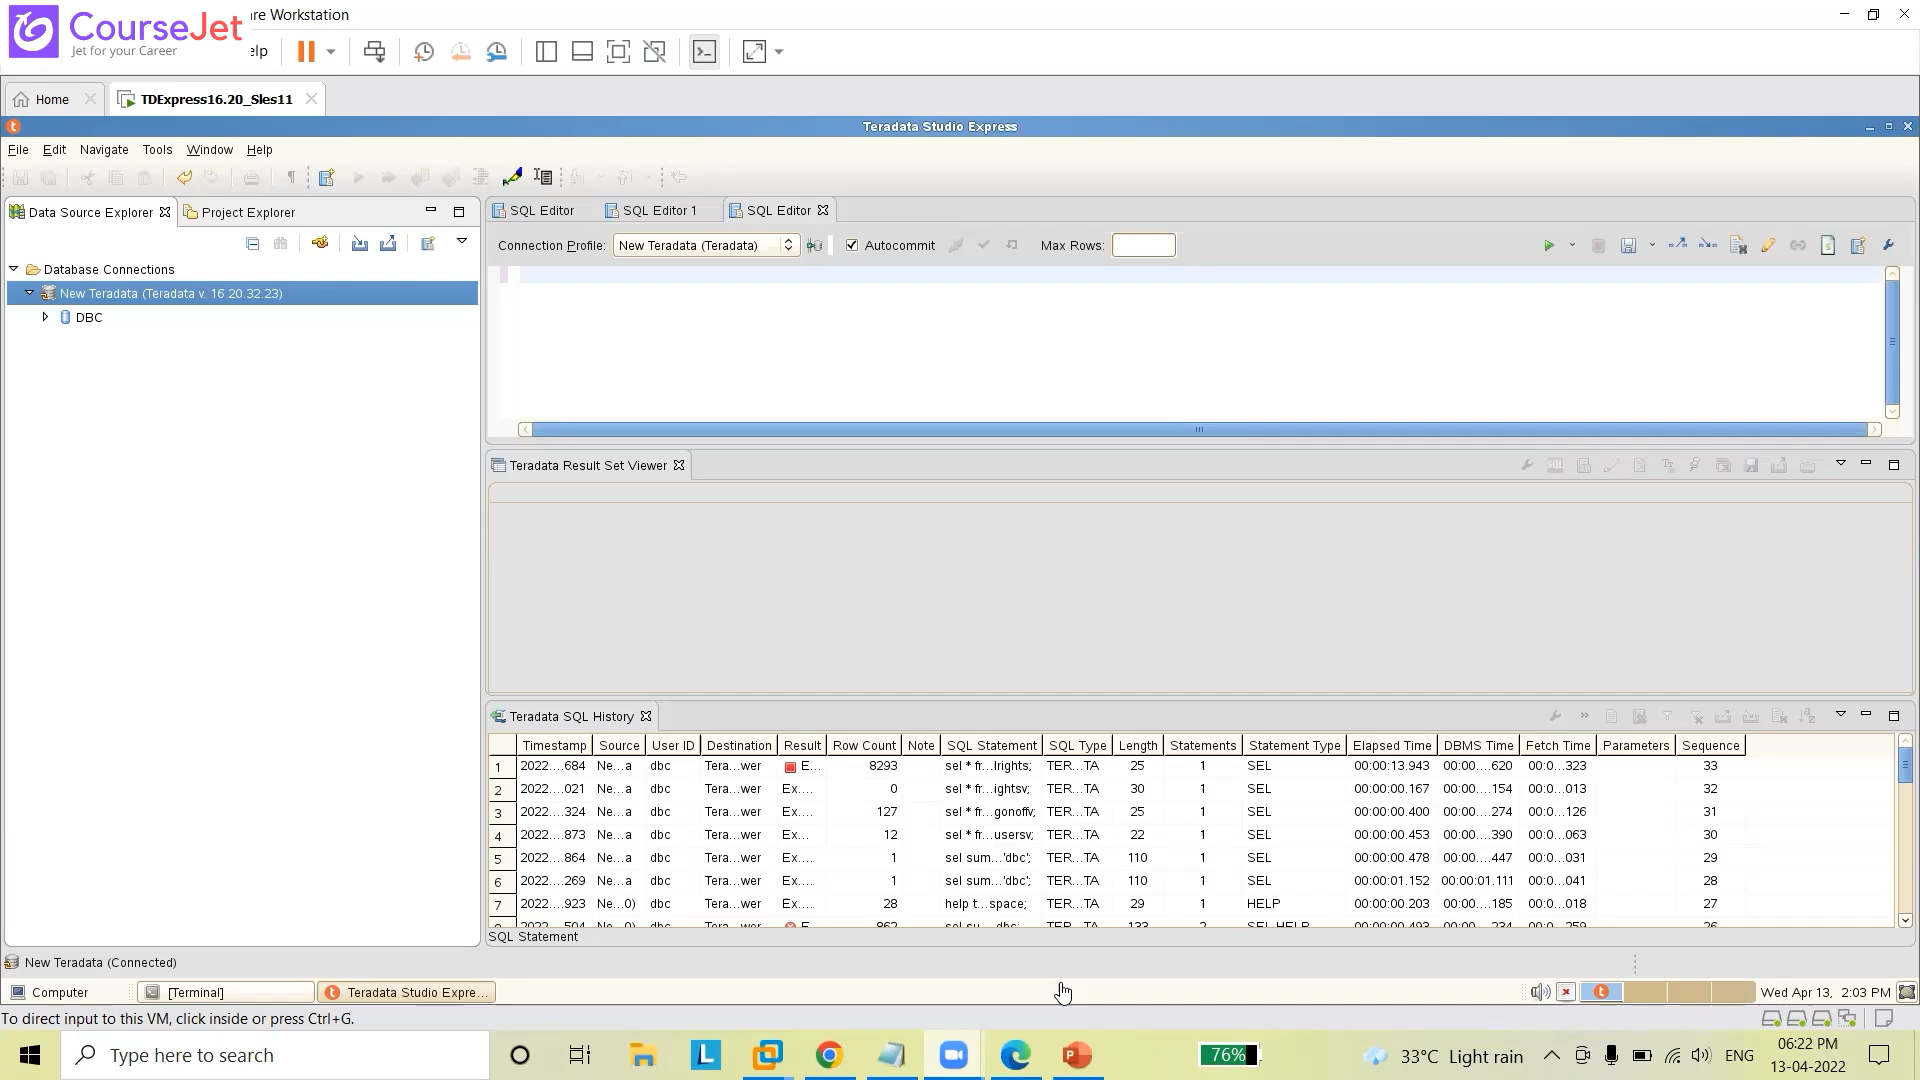 CourseJet
Jet for your Career
re Workstation
elp
Home
TDExpress16.20_Sles11
Teradata Studio Express
File Edit Navigate Tools Window Help
Data Source Explorer
Project Explorer
SQL Editor
SQL Editor 1
SQL Editor
Connection Profile: New Teradata (Teradata)
Autocommit
Max Rows:
Database Connections
New Teradata (Teradata v. 16.20.32.23)
DBC
Teradata Result Set Viewer
Teradata SQL History
Timestamp Source User ID Destination Result Row Count Note SQL Statement SQL Type Length Statements Statement Type Elapsed Time DBMS Time Fetch Time Parameters Sequence
1 2022....684 Ne...a dbc Tera...wer E... 8293 sel * fr...lrights; TER...TA 25 1 SEL 00:00:13.943 00:00....620 00:0...323 33
2 2022....021 Ne...a dbc Tera...wer Ex.... 0 sel * fr...ightsv; TER...TA 30 1 SEL 00:00:00.167 00:00....154 00:0...013 32
3 2022....324 Ne...a dbc Tera...wer Ex.... 127 sel * fr...gonoffv; TER...TA 25 1 SEL 00:00:00.400 00:00....274 00:0...126 31
4 2022....873 Ne...a dbc Tera...wer Ex.... 12 sel * fr...usersv; TER...TA 22 1 SEL 00:00:00.453 00:00....390 00:0...063 30
5 2022....864 Ne...a dbc Tera...wer Ex.... 1 sel sum...'dbc'; TER...TA 110 1 SEL 00:00:00.478 00:00....447 00:0...031 29
6 2022....269 Ne...a dbc Tera...wer Ex.... 1 sel sum...'dbc'; TER...TA 110 1 SEL 00:00:01.152 00:00:01.111 00:0...041 28
7 2022....923 Ne...0) dbc Tera...wer Ex.... 28 help t...space; TER...TA 29 1 HELP 00:00:00.203 00:00....185 00:0...018 27
SQL Statement
New Teradata (Connected)
Computer
[Terminal]
Teradata Studio Expre...
Wed Apr 13, 2:03 PM
To direct input to this VM, click inside or press Ctrl+G.
Type here to search
76%
33°C Light rain
ENG
06:22 PM
13-04-2022